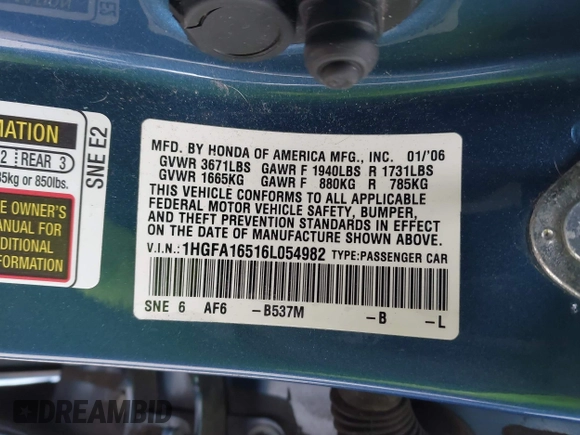 MFD. BY HONDA OF AMERICA MFG., INC. 01/'06
GVWR 3671LBS GAWR F 1940LBS R 1731LBS
GVWR 1665KG GAWR F 880KG R 785KG
THIS VEHICLE CONFORMS TO ALL APPLICABLE
FEDERAL MOTOR VEHICLE SAFETY, BUMPER,
AND THEFT PREVENTION STANDARDS IN EFFECT
ON THE DATE OF MANUFACTURE SHOWN ABOVE.
V.I.N.: 1HGFA16516L054982 TYPE:PASSENGER CAR
SNE 6 AF6 -B537M -B -L
MATION
2 REAR 3
85kg or 850lbs.
E OWNER'S
ANUAL FOR
DITIONAL
FORMATION
SNE E2
DREAMBID